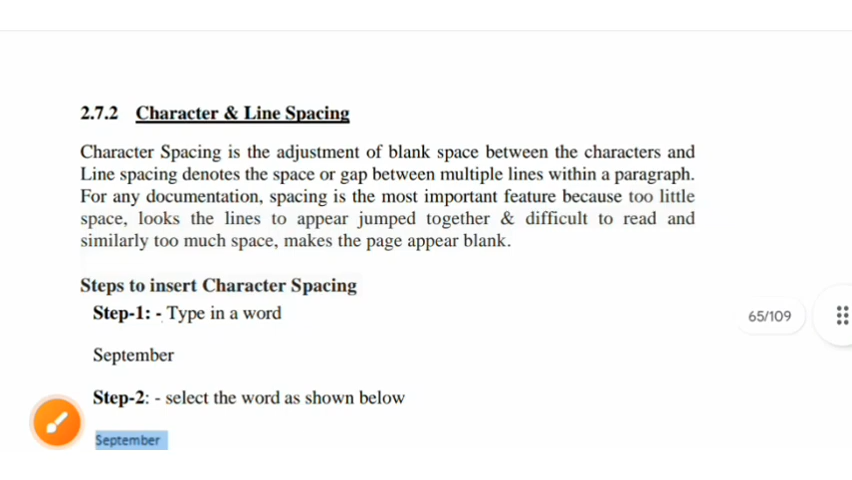 2.7.2 Character & Line Spacing
Character Spacing is the adjustment of blank space between the characters and
Line spacing denotes the space or gap between multiple lines within a paragraph.
For any documentation, spacing is the most important feature because too little
space, looks the lines to appear jumped together & difficult to read and
similarly too much space, makes the page appear blank.
Steps to insert Character Spacing
Step-1: - Type in a word
65/109
September
Step-2: - select the word as shown below
September